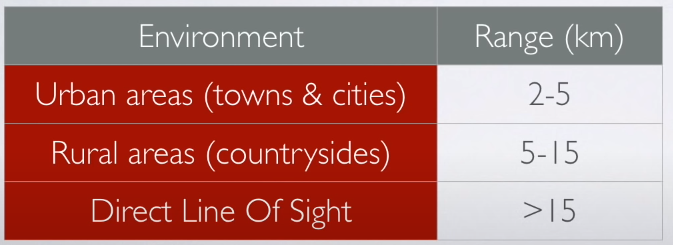 Environment Range (km)
Urban areas (towns & cities) 2-5
Rural areas (countrysides) 5-15
Direct Line Of Sight >15